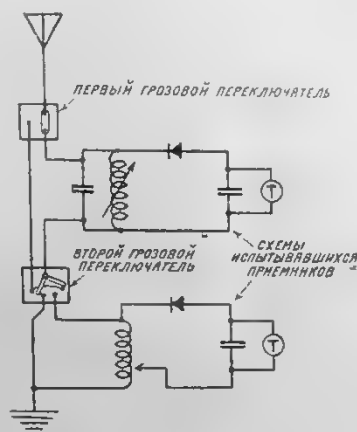 ПЕРВЫЙ ГРОЗОВОЙ ПЕРЕКЛЮЧАТЕЛЬ
Т
ВТОРОЙ ГРОЗОВОЙ
ПЕРЕКЛЮЧАТЕЛЬ
СХЕМЫ
ИСПЫТЫВАВШИХСЯ
ПРИЕМНИКОВ
Т